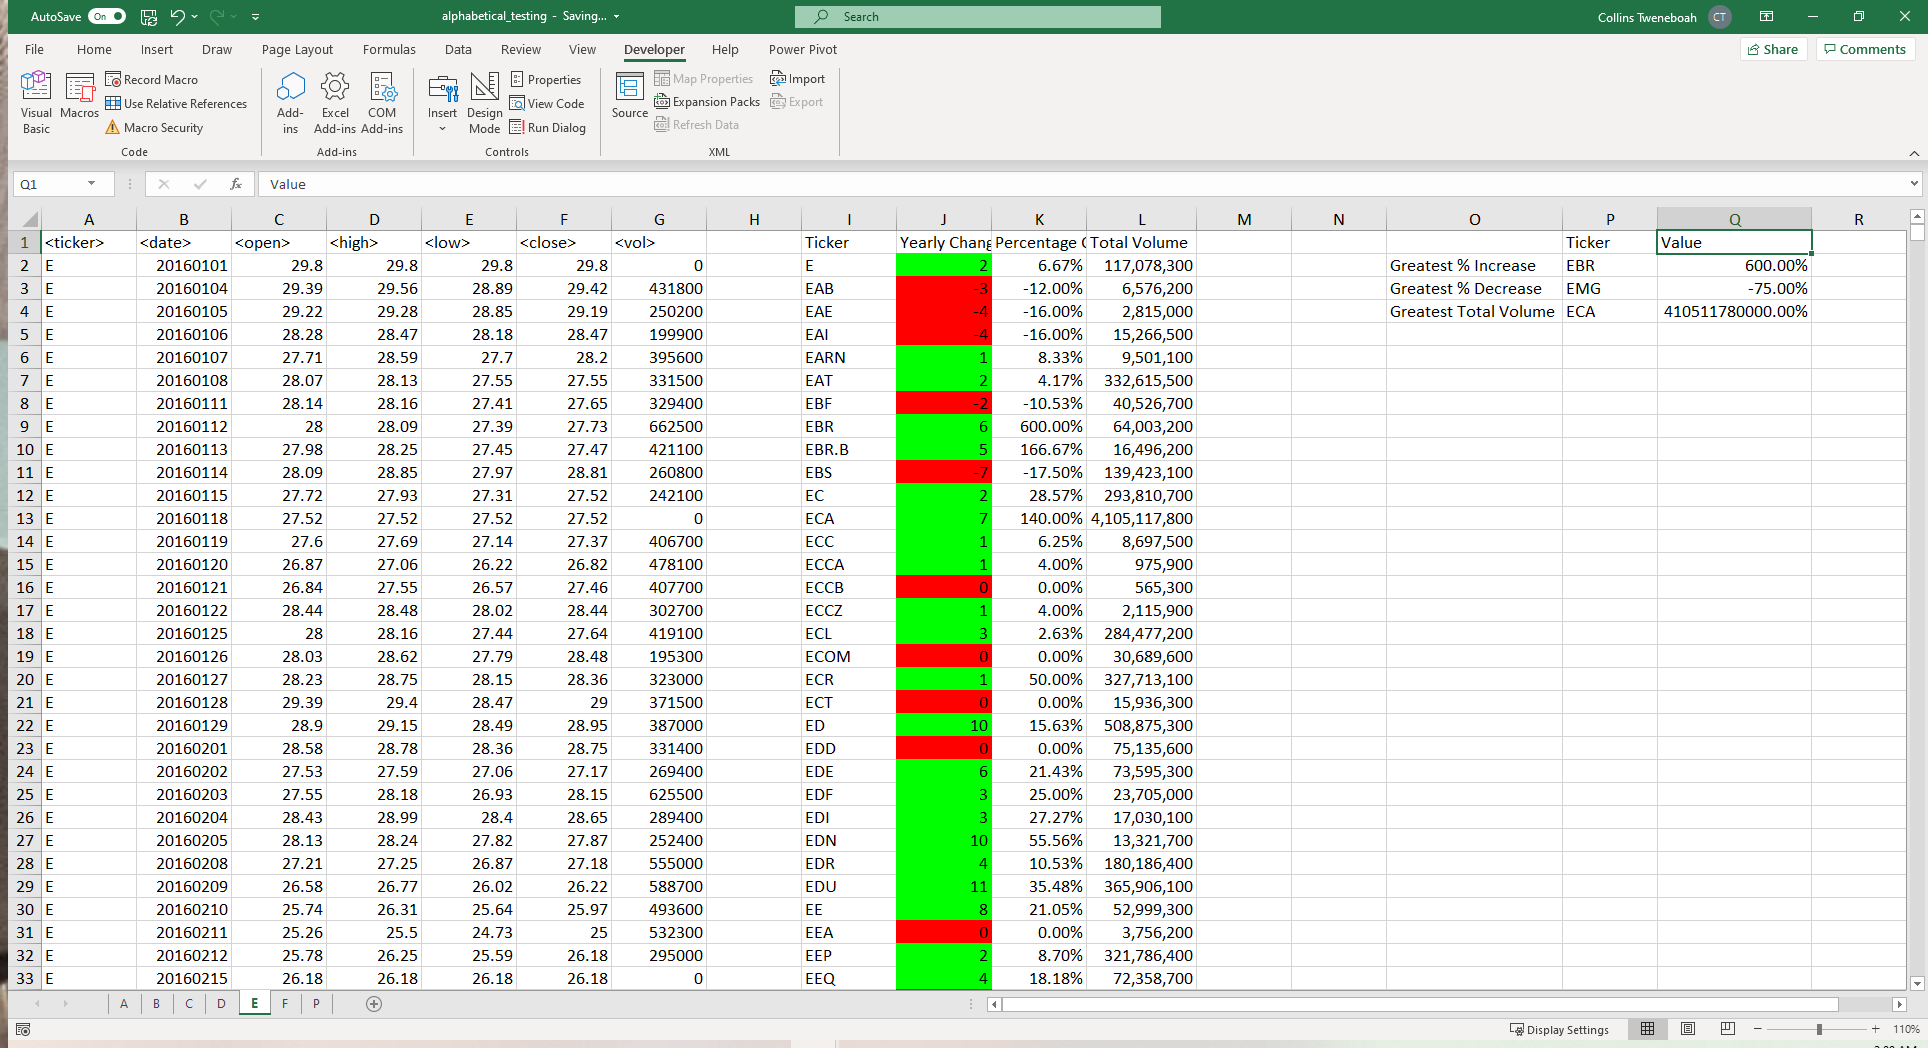 AutoSave On alphabetical_testing - Saving... Search Collins Tweneboah CT
File Home Insert Draw Page Layout Formulas Data Review View Developer Help Power Pivot Share Comments
Visual Basic Macros Record Macro Use Relative References Macro Security Code
Add-ins Excel Add-ins COM Add-ins Add-ins
Insert Design Mode Properties View Code Run Dialog Controls
Source Map Properties Expansion Packs Refresh Data Import Export XML
Q1 fx Value
A B C D E F G H I J K L M N O P Q R
1 <ticker> <date> <open> <high> <low> <close> <vol> Ticker Yearly Chang Percentage C Total Volume Ticker Value
2 E 20160101 29.8 29.8 29.8 29.8 0 E 2 6.67% 117,078,300 Greatest % Increase EBR 600.00%
3 E 20160104 29.39 29.56 28.89 29.42 431800 EAB -3 -12.00% 6,576,200 Greatest % Decrease EMG -75.00%
4 E 20160105 29.22 29.28 28.85 29.19 250200 EAE -4 -16.00% 2,815,000 Greatest Total Volume ECA 410511780000.00%
5 E 20160106 28.28 28.47 28.18 28.47 199900 EAI -4 -16.00% 15,266,500
6 E 20160107 27.71 28.59 27.7 28.2 395600 EARN 1 8.33% 9,501,100
7 E 20160108 28.07 28.13 27.55 27.55 331500 EAT 2 4.17% 332,615,500
8 E 20160111 28.14 28.16 27.41 27.65 329400 EBF -2 -10.53% 40,526,700
9 E 20160112 28 28.09 27.39 27.73 662500 EBR 6 600.00% 64,003,200
10 E 20160113 27.98 28.25 27.45 27.47 421100 EBR.B 5 166.67% 16,496,200
11 E 20160114 28.09 28.85 27.97 28.81 260800 EBS -7 -17.50% 139,423,100
12 E 20160115 27.72 27.93 27.31 27.52 242100 EC 2 28.57% 293,810,700
13 E 20160118 27.52 27.52 27.52 27.52 0 ECA 7 140.00% 4,105,117,800
14 E 20160119 27.6 27.69 27.14 27.37 406700 ECC 1 6.25% 8,697,500
15 E 20160120 26.87 27.06 26.22 26.82 478100 ECCA 1 4.00% 975,900
16 E 20160121 26.84 27.55 26.57 27.46 407700 ECCB 0 0.00% 565,300
17 E 20160122 28.44 28.48 28.02 28.44 302700 ECCZ 1 4.00% 2,115,900
18 E 20160125 28 28.16 27.44 27.64 419100 ECL 3 2.63% 284,477,200
19 E 20160126 28.03 28.62 27.79 28.48 195300 ECOM 0 0.00% 30,689,600
20 E 20160127 28.23 28.75 28.15 28.36 323000 ECR 1 50.00% 327,713,100
21 E 20160128 29.39 29.4 28.47 29 371500 ECT 0 0.00% 15,936,300
22 E 20160129 28.9 29.15 28.49 28.95 387000 ED 10 15.63% 508,875,300
23 E 20160201 28.58 28.78 28.36 28.75 331400 EDD 0 0.00% 75,135,600
24 E 20160202 27.53 27.59 27.06 27.17 269400 EDE 6 21.43% 73,595,300
25 E 20160203 27.55 28.18 26.93 28.15 625500 EDF 3 25.00% 23,705,000
26 E 20160204 28.43 28.99 28.4 28.65 289400 EDI 3 27.27% 17,030,100
27 E 20160205 28.13 28.24 27.82 27.87 252400 EDN 10 55.56% 13,321,700
28 E 20160208 27.21 27.25 26.87 27.18 555000 EDR 4 10.53% 180,186,400
29 E 20160209 26.58 26.77 26.02 26.22 588700 EDU 11 35.48% 365,906,100
30 E 20160210 25.74 26.31 25.64 25.97 493600 EE 8 21.05% 52,999,300
31 E 20160211 25.26 25.5 24.73 25 532300 EEA 0 0.00% 3,756,200
32 E 20160212 25.78 26.25 25.59 26.18 295000 EEP 2 8.70% 321,786,400
33 E 20160215 26.18 26.18 26.18 26.18 0 EEQ 4 18.18% 72,358,700
A B C D E F P
Display Settings 110%